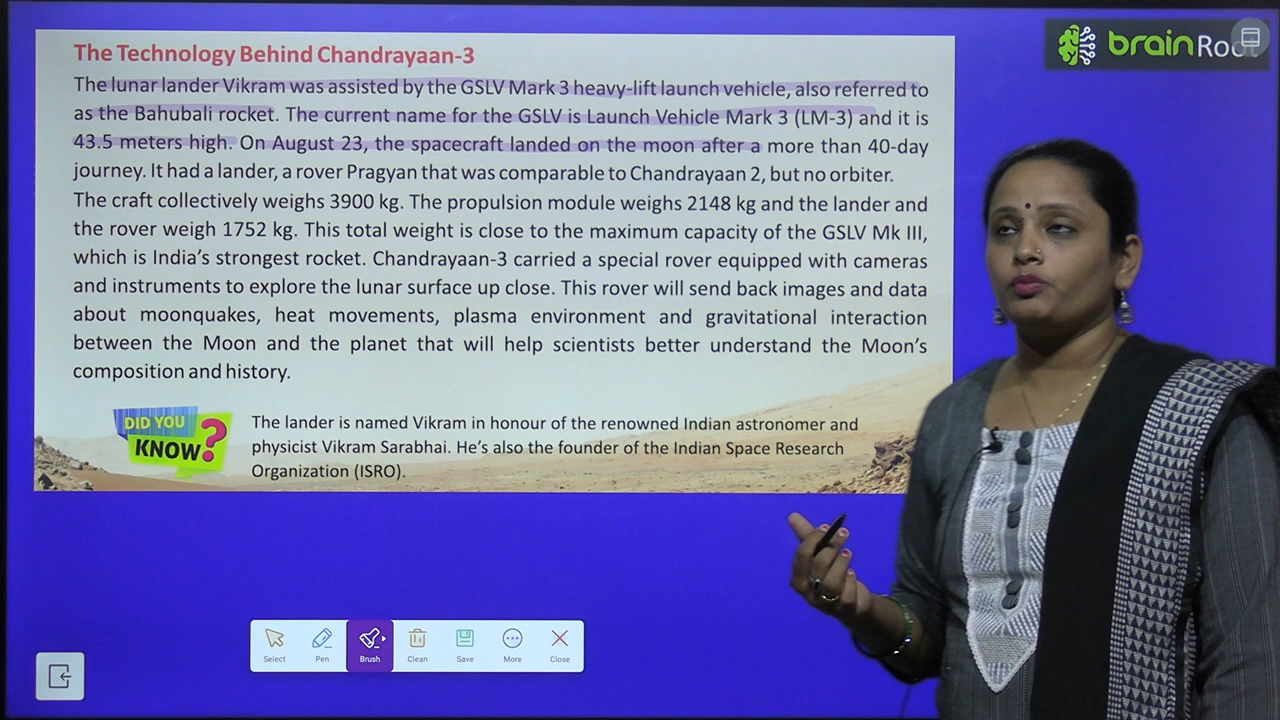 The Technology Behind Chandrayaan-3
The lunar lander Vikram was assisted by the GSLV Mark 3 heavy-lift launch vehicle, also referred to
as the Bahubali rocket. The current name for the GSLV is Launch Vehicle Mark 3 (LM-3) and it is
43.5 meters high. On August 23, the spacecraft landed on the moon after a more than 40-day
journey. It had a lander, a rover Pragyan that was comparable to Chandrayaan 2, but no orbiter.
The craft collectively weighs 3900 kg. The propulsion module weighs 2148 kg and the lander and
the rover weigh 1752 kg. This total weight is close to the maximum capacity of the GSLV Mk III,
which is India's strongest rocket. Chandrayaan-3 carried a special rover equipped with cameras
and instruments to explore the lunar surface up close. This rover will send back images and data
about moonquakes, heat movements, plasma environment and gravitational interaction
between the Moon and the planet that will help scientists better understand the Moon's
composition and history.
DID YOU
KNOW?
The lander is named Vikram in honour of the renowned Indian astronomer and
physicist Vikram Sarabhai. He's also the founder of the Indian Space Research
Organization (ISRO).
brainRoot
Select Pen Brush Clean Save More Close